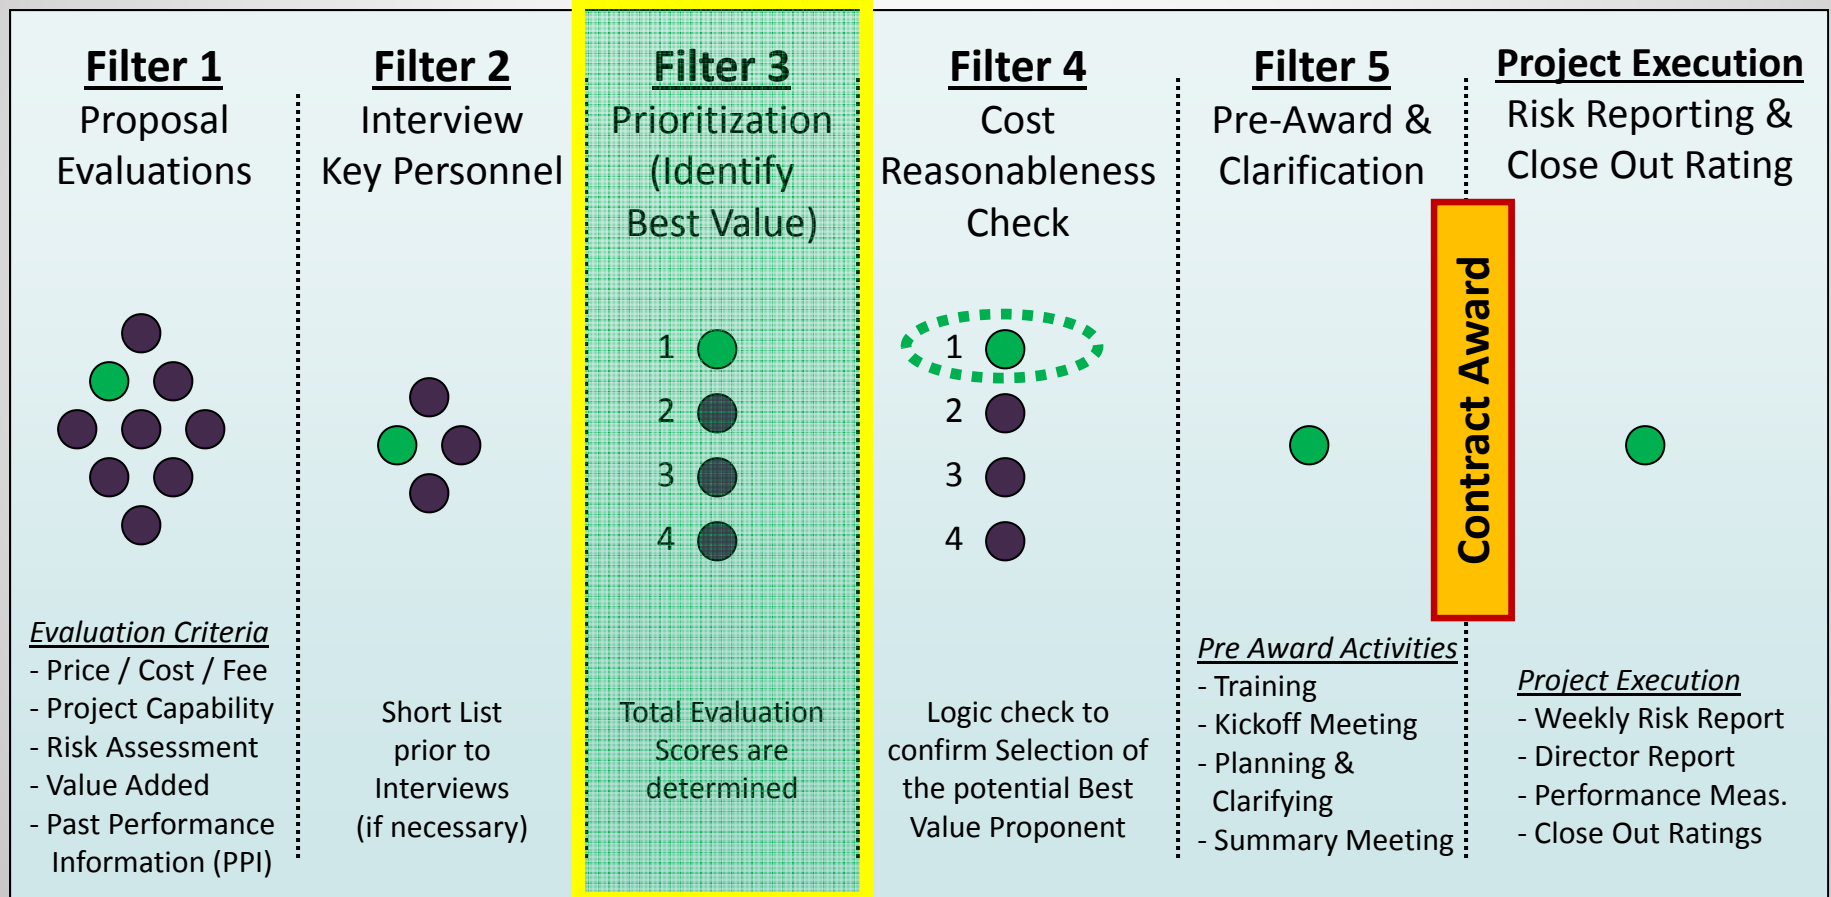 Filter 1
Proposal
Evaluations
Evaluation Criteria
- Price / Cost / Fee
- Project Capability
- Risk Assessment
- Value Added
- Past Performance
Information (PPI)
Filter 2
Interview
Key Personnel
Short List
prior to
Interviews
(if necessary)
Filter 3
Prioritization
(Identify
Best Value)
1
2
3
4
Total Evaluation
Scores are
determined
Filter 4
Cost
Reasonableness
Check
1
2
3
4
Logic check to
confirm Selection of
the potential Best
Value Proponent
Filter 5
Pre-Award &
Clarification
Pre Award Activities
- Training
- Kickoff Meeting
- Planning &
Clarifying
- Summary Meeting
Contract Award
Project Execution
Risk Reporting &
Close Out Rating
Project Execution
- Weekly Risk Report
- Director Report
- Performance Meas.
- Close Out Ratings